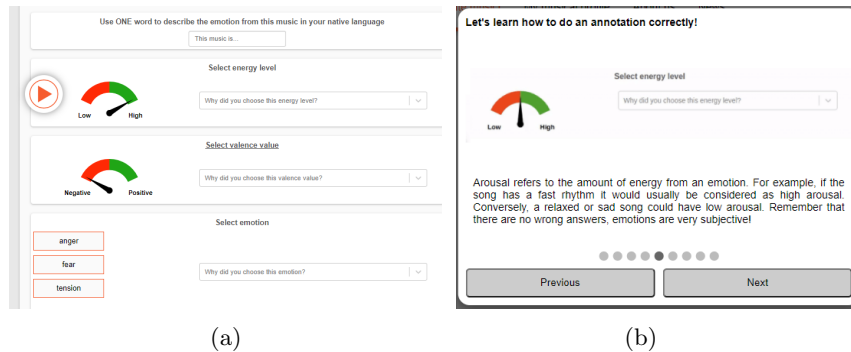 Use ONE word to describe the emotion from this music in your native language
This music is...
Select energy level
Why did you choose this energy level?
Low
High
Select valence value
Why did you choose this valence value?
Negative
Positive
Select emotion
anger
fear
tension
Why did you choose this emotion?
(a)
Let's learn how to do an annotation correctly!
Select energy level
Why did you choose this energy level?
Low
High
Arousal refers to the amount of energy from an emotion. For example, if the
song has a fast rhythm it would usually be considered as high arousal.
Conversely, a relaxed or sad song could have low arousal. Remember that
there are no wrong answers, emotions are very subjective!
Previous
Next
(b)